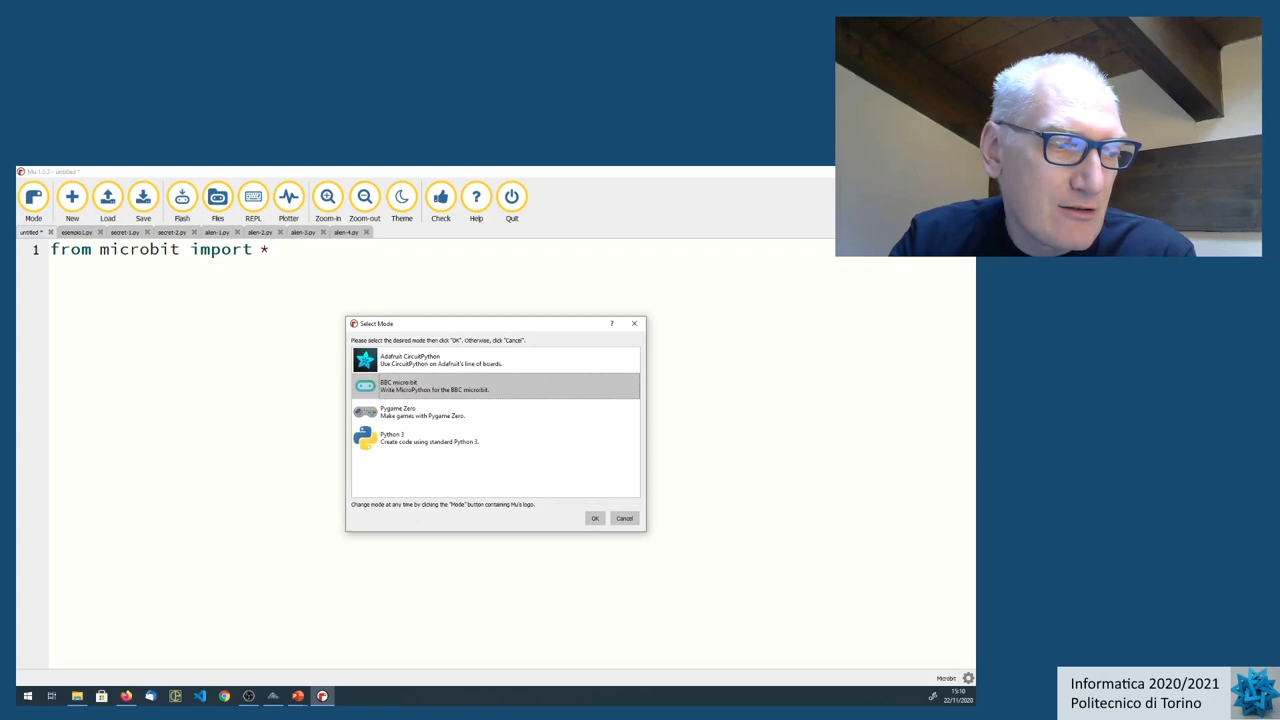 Mu 1.0.3 - untitled *
Mode
New
Load
Save
Flash
Files
REPL
Plotter
Zoom-in
Zoom-out
Theme
Check
Help
Quit
untitled *
esempio1.py
secret-1.py
secret-2.py
alien-1.py
alien-2.py
alien-3.py
alien-4.py
1 from microbit import *
Select Mode
Please select the desired mode then click "OK". Otherwise, click "Cancel".
Adafruit CircuitPython
Use CircuitPython on Adafruit's line of boards.
BBC micro:bit
Write MicroPython for the BBC micro:bit.
Pygame Zero
Make games with Pygame Zero.
Python 3
Create code using standard Python 3.
Change mode at any time by clicking the "Mode" button containing Mu's logo.
OK
Cancel
Microbit
15:10
22/11/2020
Informatica 2020/2021
Politecnico di Torino